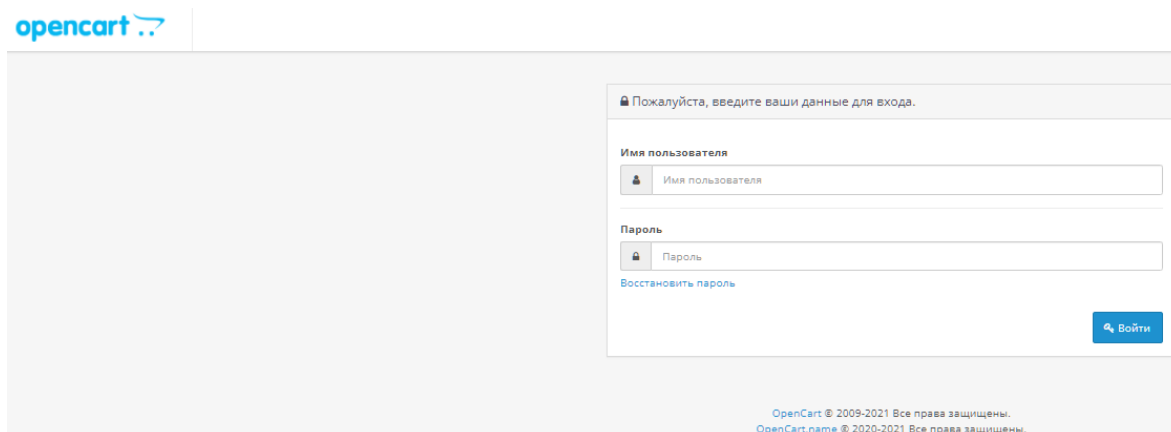 opencart
Пожалуйста, введите ваши данные для входа.
Имя пользователя
Имя пользователя
Пароль
Пароль
Восстановить пароль
Войти
OpenCart © 2009-2021 Все права защищены.
OpenCart.name © 2020-2021 Все права защищены.